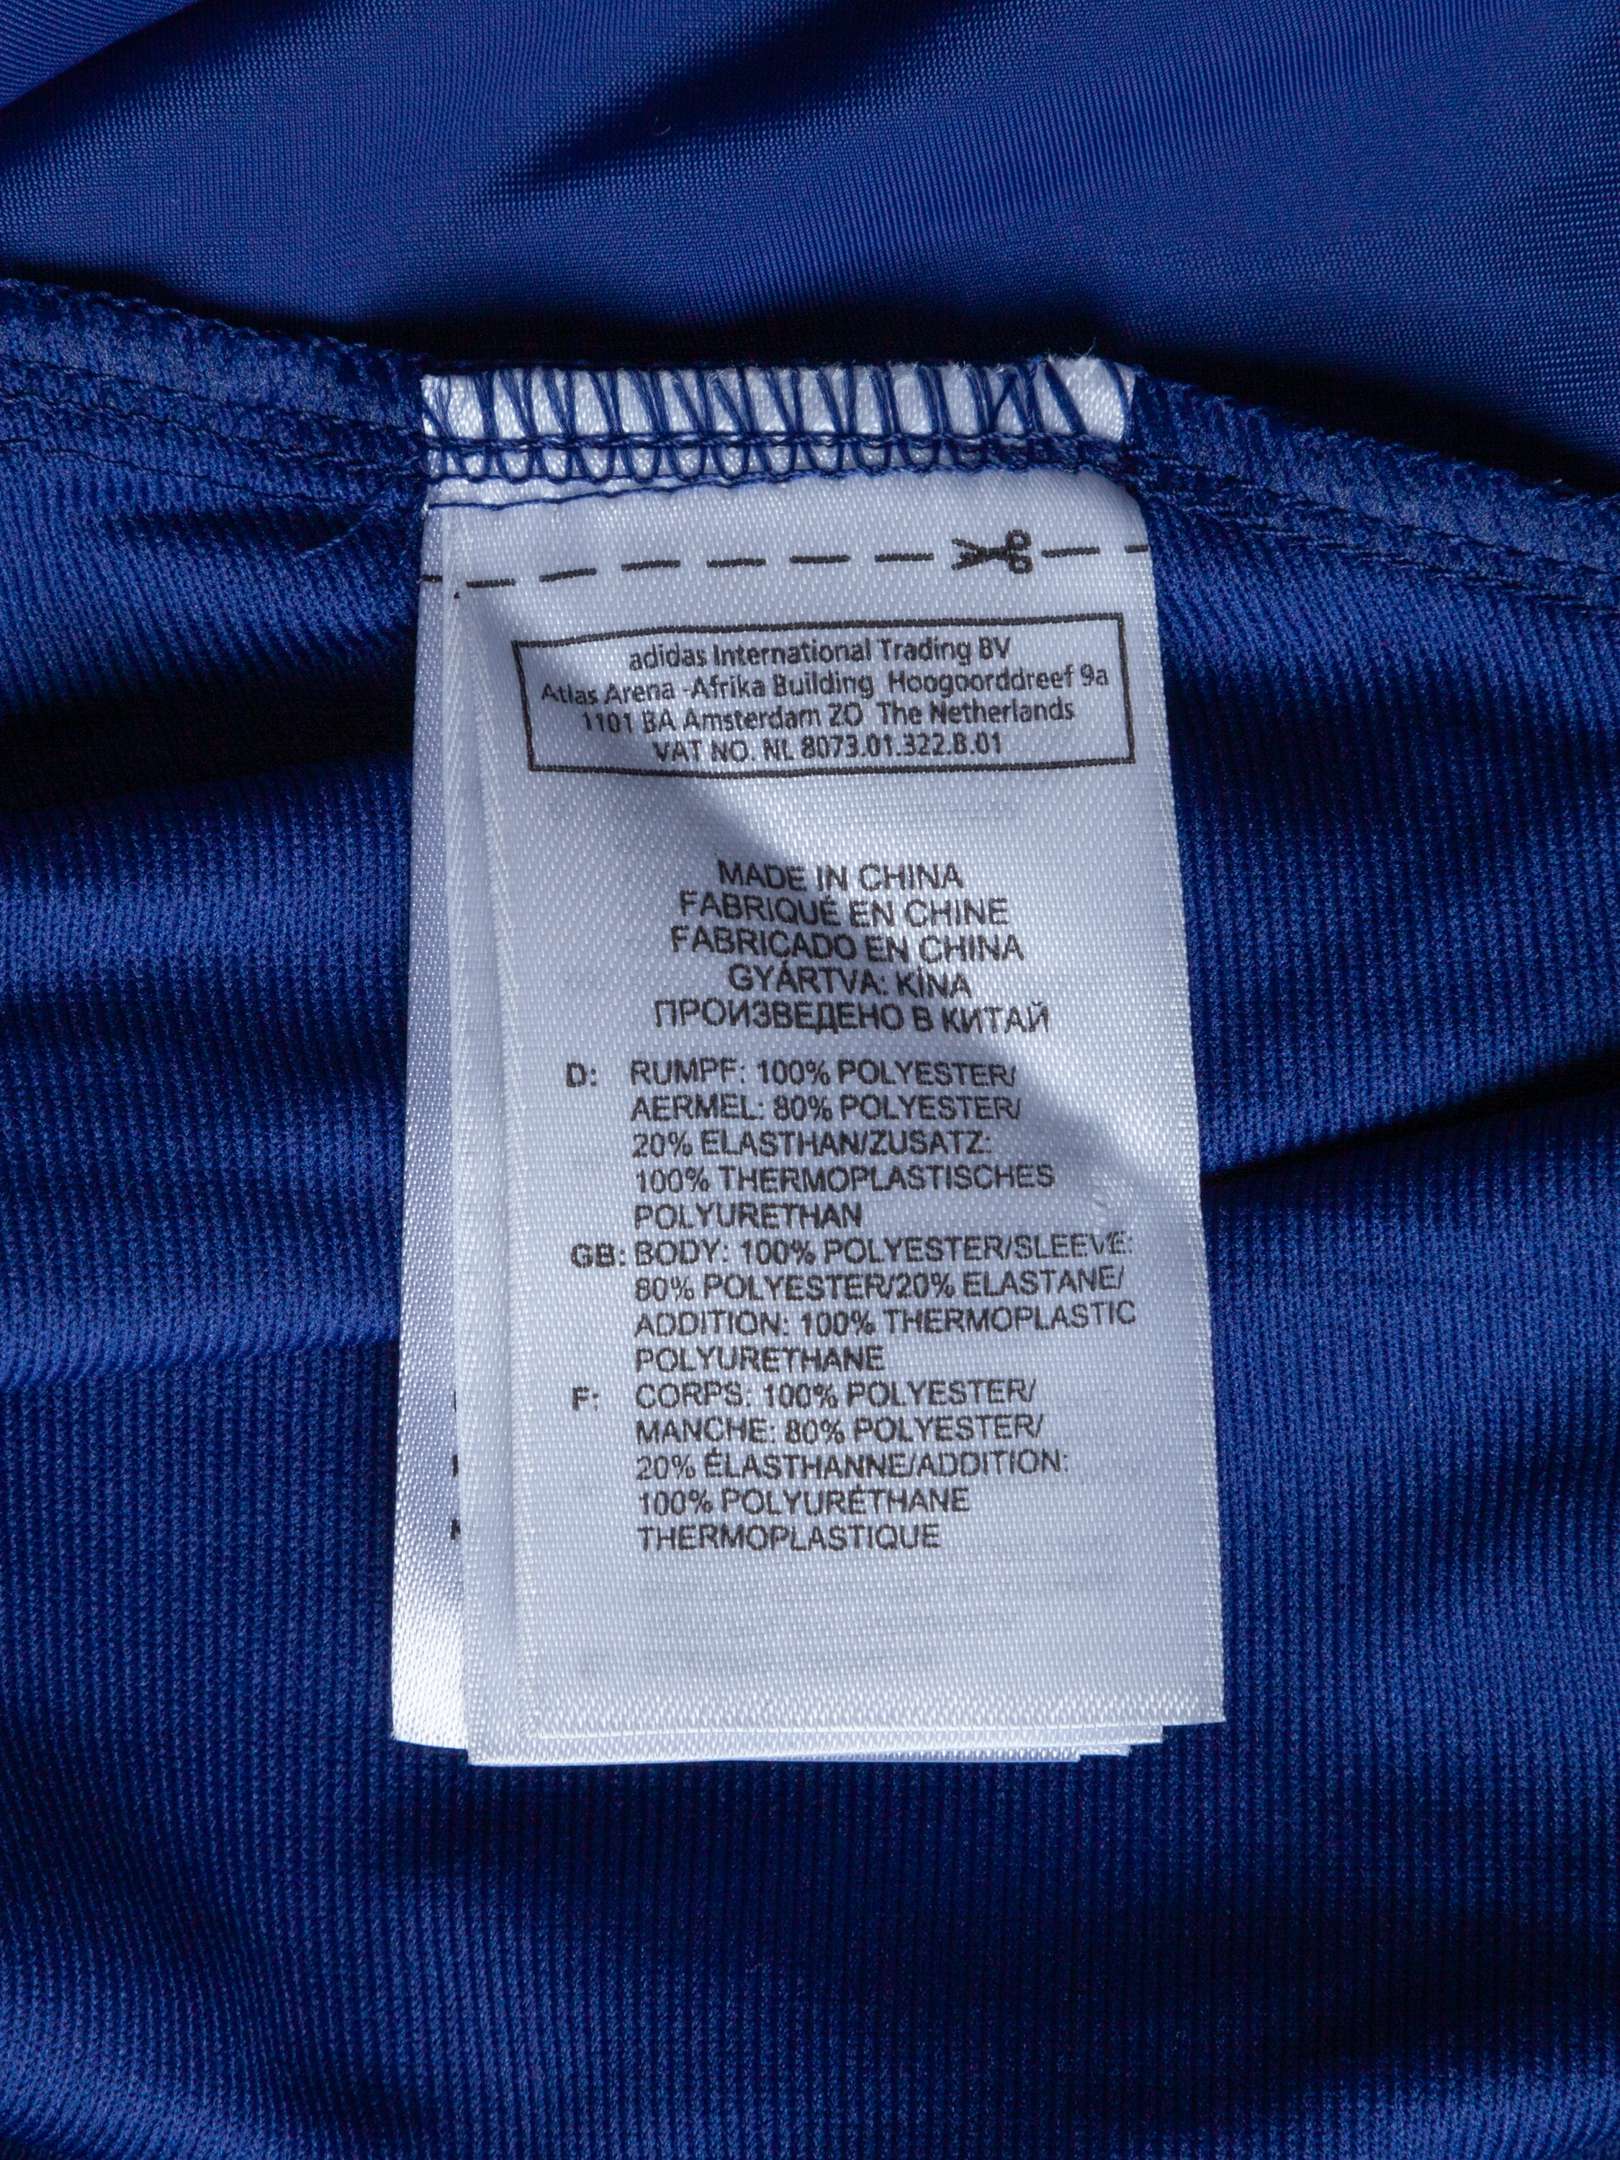 adidas International Trading BV
Atlas Arena -Afrika Building Hoogoorddreef 9a
1101 BA Amsterdam ZO The Netherlands
VAT NO. NL 8073.01.322.B.01
MADE IN CHINA
FABRIQUÉ EN CHINE
FABRICADO EN CHINA
GYÁRTVA: KÍNA
ПРОИЗВЕДЕНО В КИТАЙ
D: RUMPF: 100% POLYESTER/
AERMEL: 80% POLYESTER/
20% ELASTHAN/ZUSATZ:
100% THERMOPLASTISCHES
POLYURETHAN
GB: BODY: 100% POLYESTER/SLEEVE:
80% POLYESTER/20% ELASTANE/
ADDITION: 100% THERMOPLASTIC
POLYURETHANE
F: CORPS: 100% POLYESTER/
MANCHE: 80% POLYESTER/
20% ÉLASTHANNE/ADDITION:
100% POLYURÉTHANE
THERMOPLASTIQUE